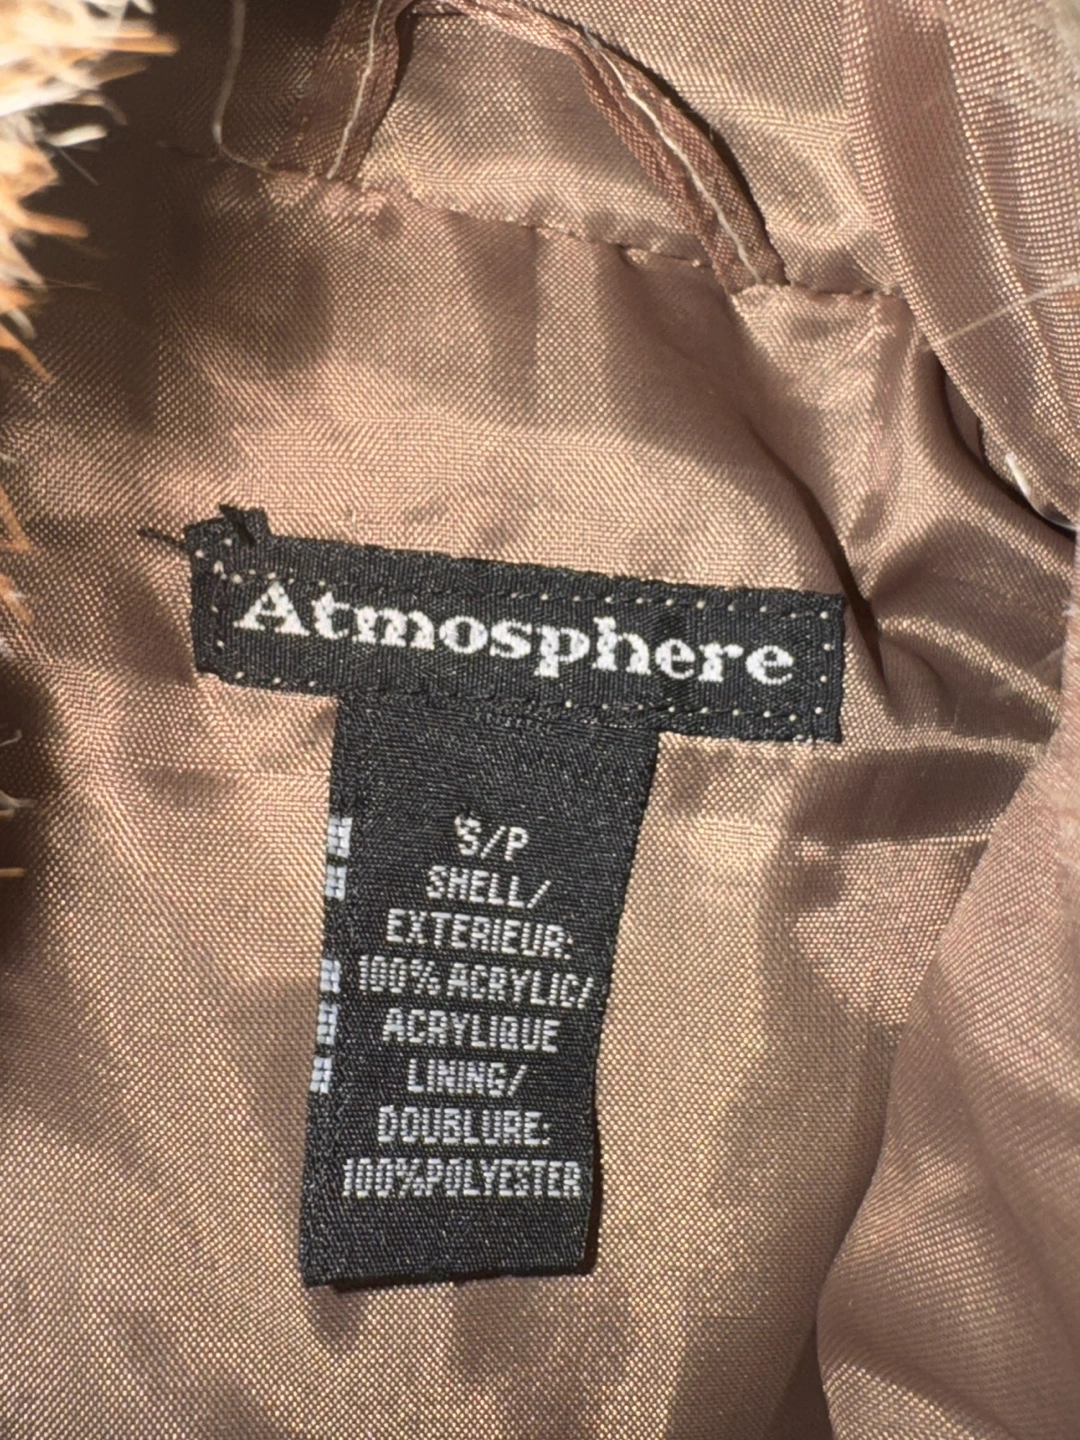 Atmosphere
S/P
SHELL/
EXTERIEUR:
100% ACRYLIC/
ACRYLIQUE
LINING/
DOUBLURE:
100%POLYESTER